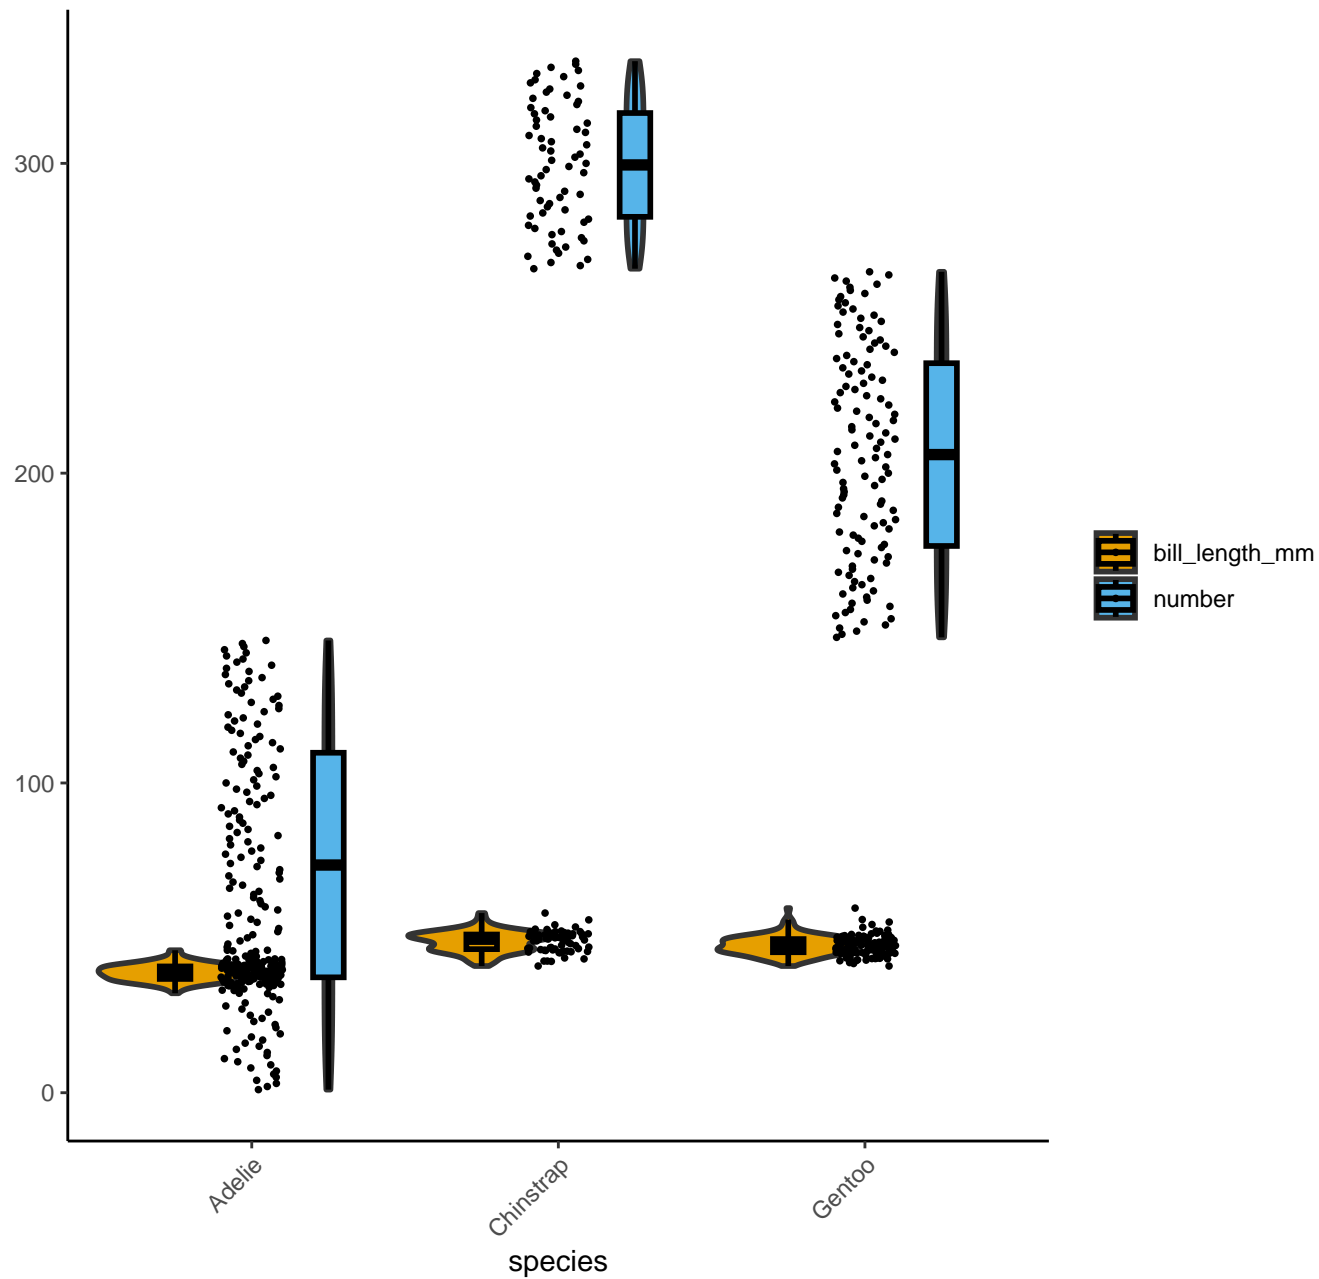 300
200
100
0
Adelie
Chinstrap
Gentoo
species
bill_length_mm
number